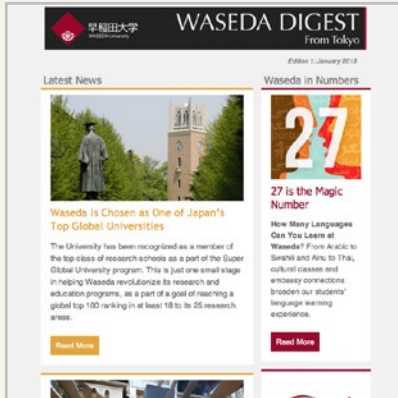 早稲田大学
WASEDA University
WASEDA DIGEST
From Tokyo
Edition 1: January 2015
Latest News
Waseda Is Chosen as One of Japan's
Top Global Universities
The University has been recognized as a member of
the top class of research schools as a part of the Super
Global University program. This is just one small stage
in helping Waseda revolutionize its research and
education programs, as a part of a goal of reaching a
global top 100 ranking in at least 18 to its 25 research
areas.
Read More
Waseda in Numbers
27
27 is the Magic
Number
How Many Languages
Can You Learn at
Waseda? From Arabic to
Swahili and Ainu to Thai,
cultural classes and
embassy connections
broaden our students'
language learning
experience.
Read More